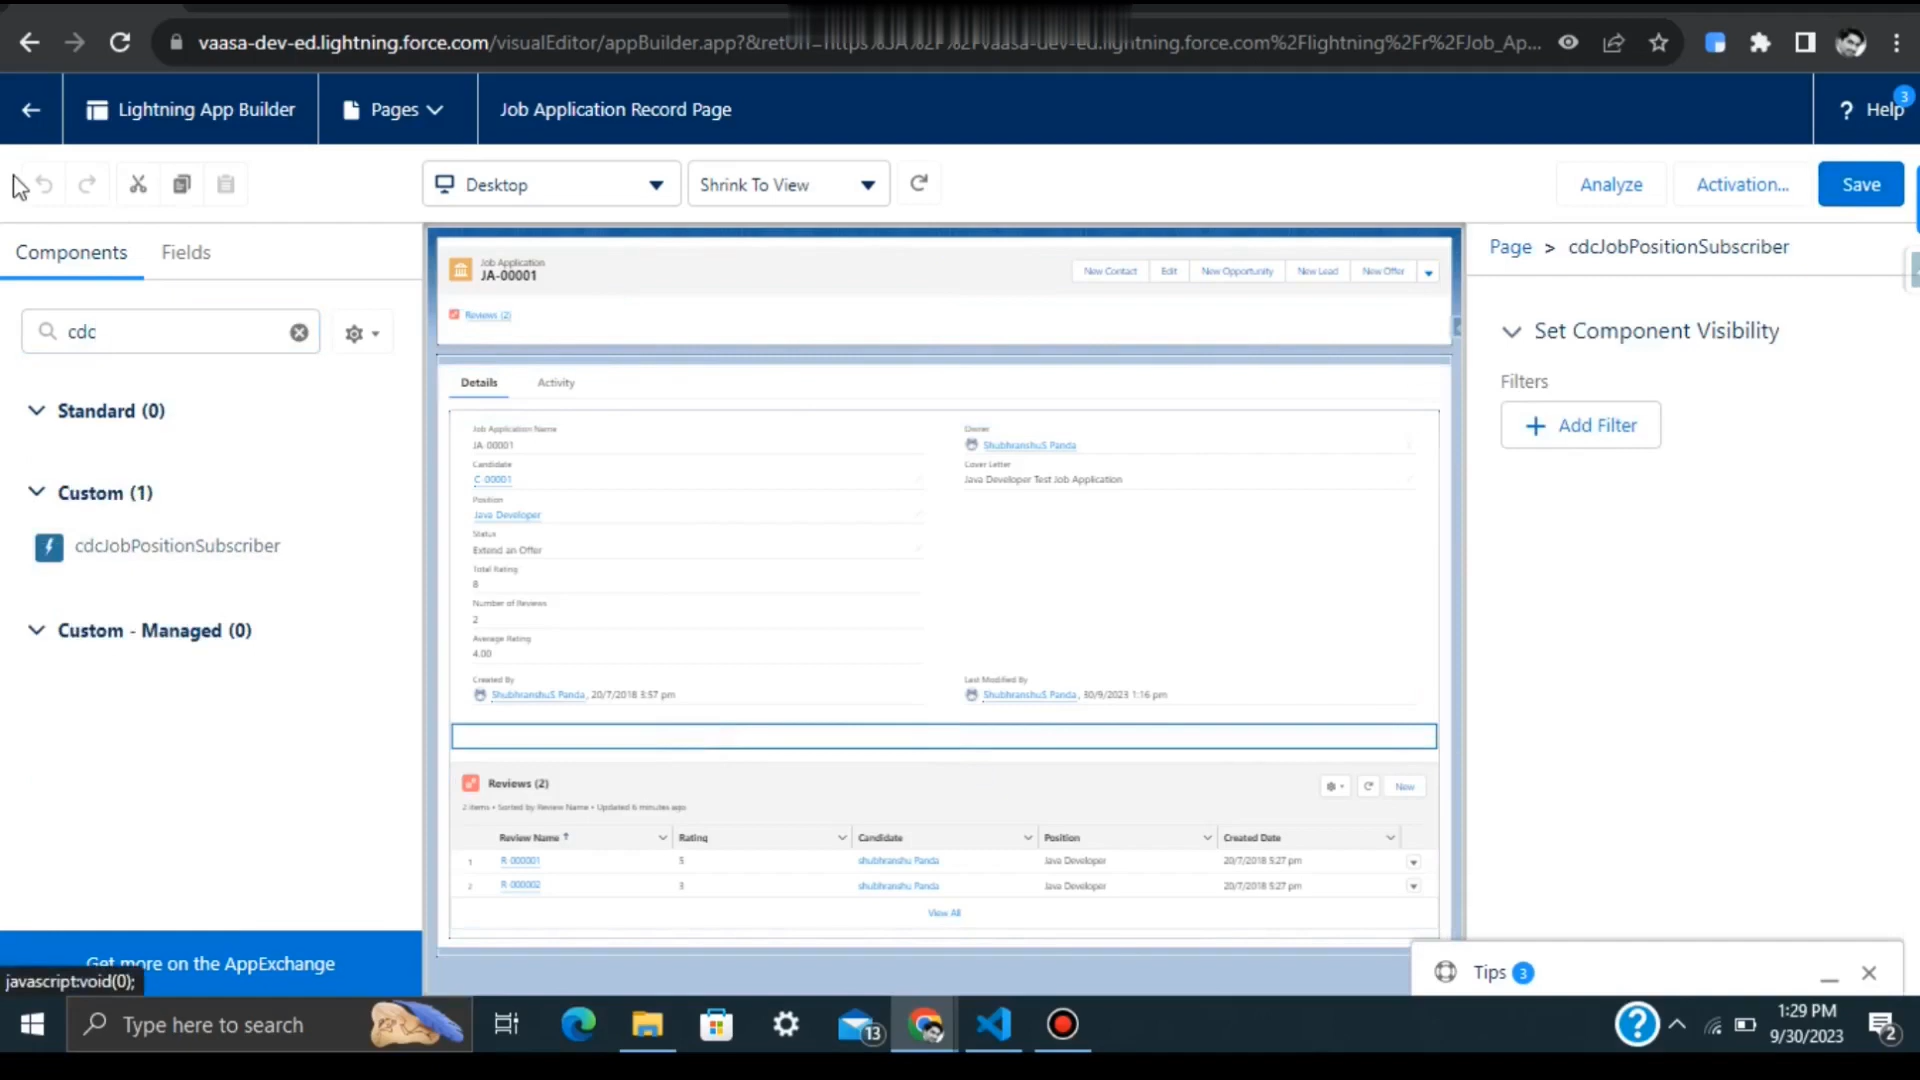 vaasa-dev-ed.lightning.force.com/visualEditor/appBuilder.app?&retUrl=https%3A%2F%2Fvaasa-dev-ed.lightning.force.com%2Flightning%2Fr%2FJob_Ap...
Lightning App Builder
Pages
Job Application Record Page
? Help
3
Desktop
Shrink To View
Analyze
Activation...
Save
Components
Fields
cdc
Standard (0)
Custom (1)
cdcJobPositionSubscriber
Custom - Managed (0)
Get more on the AppExchange
javascript:void(0);
Job Application
JA-00001
New Contact
Edit
New Opportunity
New Lead
New Offer
Reviews (2)
Details
Activity
Job Application Name
JA-00001
Owner
ShubhranshuS Panda
Candidate
C-00001
Cover Letter
Java Developer Test Job Application
Position
Java Developer
Status
Extend an Offer
Total Rating
8
Number of Reviews
2
Average Rating
4.00
Created By
ShubhranshuS Panda, 20/7/2018 3:57 pm
Last Modified By
ShubhranshuS Panda, 30/9/2023 1:16 pm
Reviews (2)
2 items • Sorted by Review Name • Updated 6 minutes ago
New
Review Name ↑
Rating
Candidate
Position
Created Date
1 R-000001 5 shubhranshu Panda Java Developer 20/7/2018 5:27 pm
2 R-000002 3 shubhranshu Panda Java Developer 20/7/2018 5:27 pm
View All
Page > cdcJobPositionSubscriber
Set Component Visibility
Filters
+ Add Filter
Tips 3
Type here to search
13
1:29 PM
9/30/2023
2